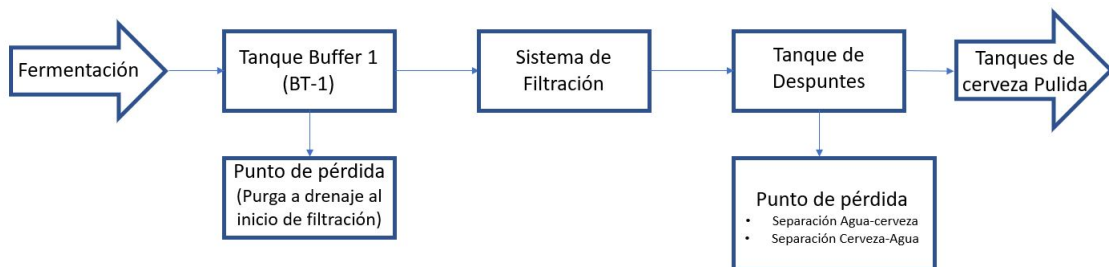 Fermentación
Tanque Buffer 1
(BT-1)
Sistema de
Filtración
Tanque de
Despuntes
Tanques de
cerveza Pulida
Punto de pérdida
(Purga a drenaje al
inicio de filtración)
Punto de pérdida
• Separación Agua-cerveza
• Separación Cerveza-Agua